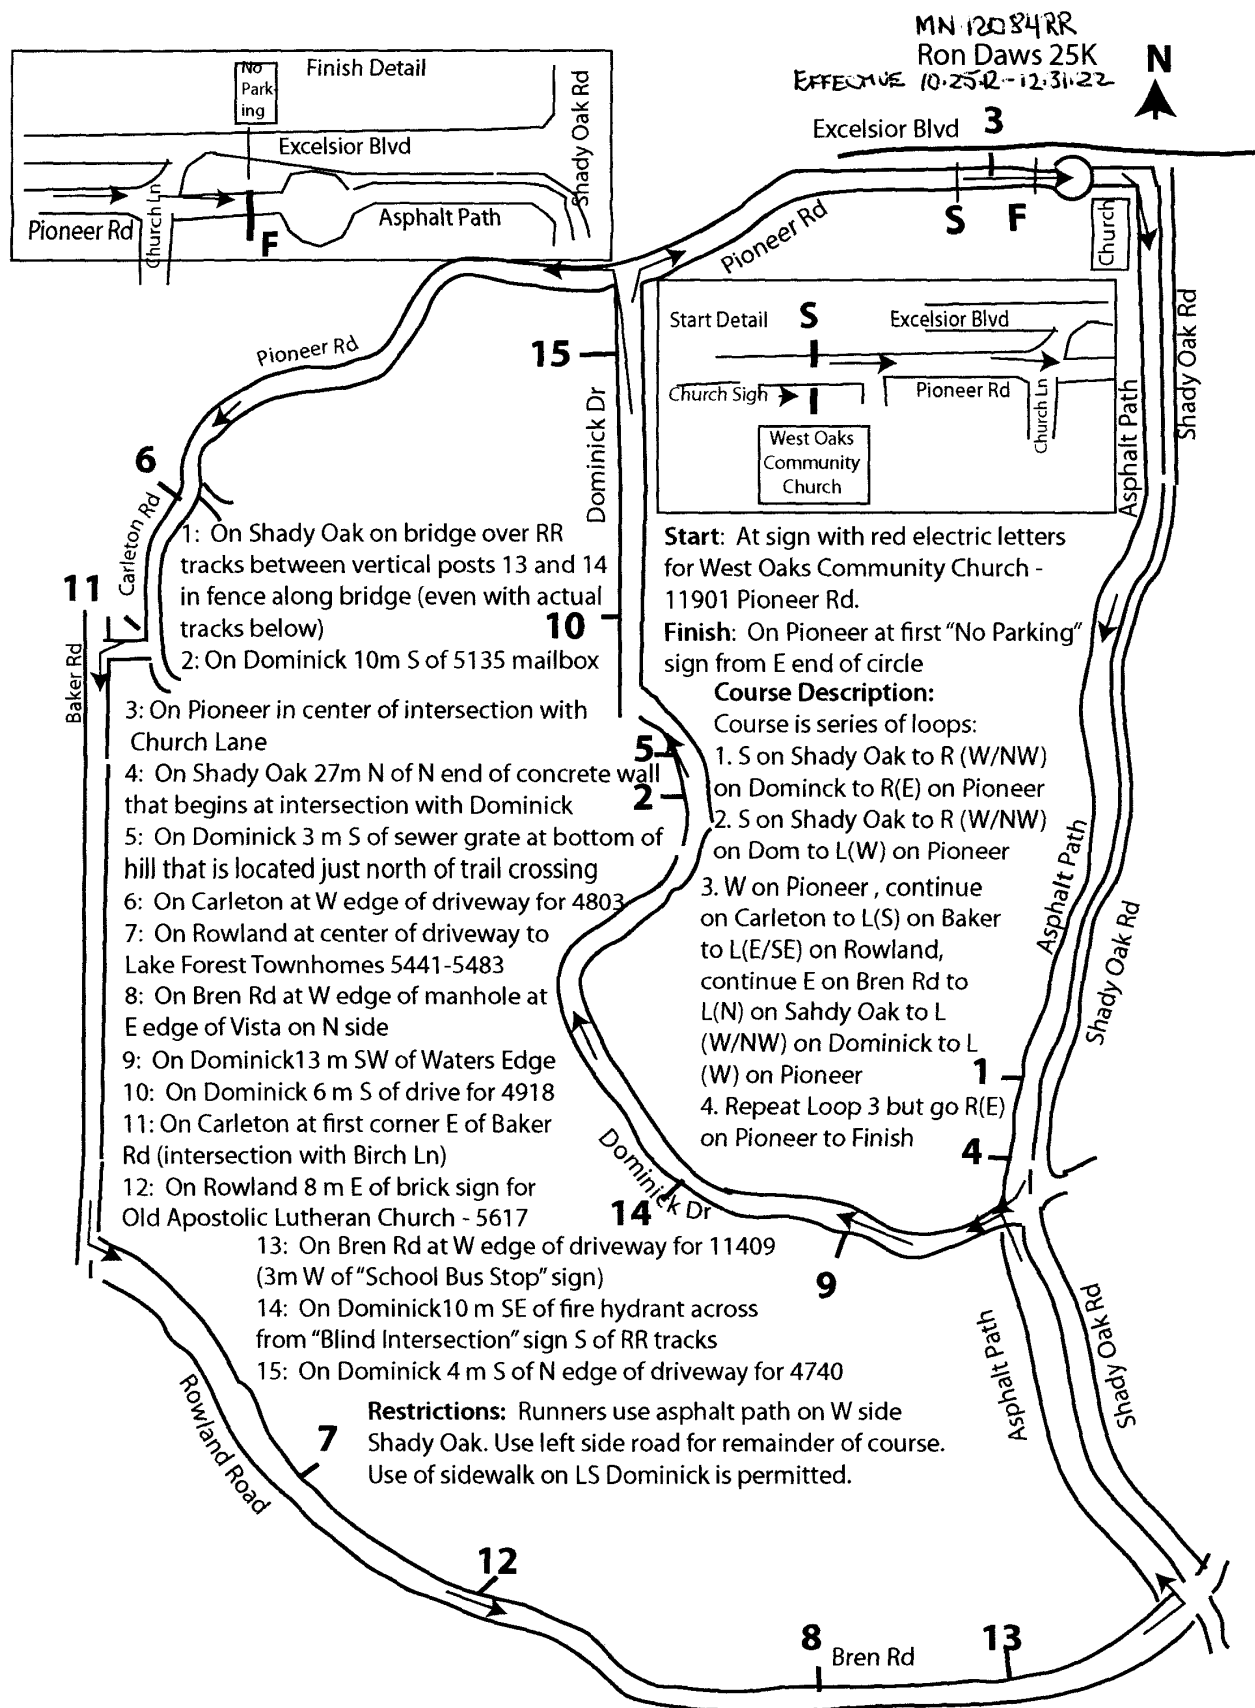 MN 12084RR
Ron Daws 25K
EFFECTIVE 10.25.12 - 12.31.22
N
Finish Detail
No
Park-
ing
Excelsior Blvd
Shady Oak Rd
Pioneer Rd
Church Ln
F
Asphalt Path
Excelsior Blvd
3
S
F
Church
Pioneer Rd
Shady Oak Rd
Asphalt Path
Start Detail
S
Excelsior Blvd
Church Sigh
Pioneer Rd
Church Ln
West Oaks
Community
Church
15
Pioneer Rd
Dominick Dr
6
Carleton Rd
11
Baker Rd
10
1: On Shady Oak on bridge over RR
tracks between vertical posts 13 and 14
in fence along bridge (even with actual
tracks below)
2: On Dominick 10m S of 5135 mailbox
3: On Pioneer in center of intersection with
Church Lane
4: On Shady Oak 27m N of N end of concrete wall
that begins at intersection with Dominick
5: On Dominick 3 m S of sewer grate at bottom of
hill that is located just north of trail crossing
6: On Carleton at W edge of driveway for 4803
7: On Rowland at center of driveway to
Lake Forest Townhomes 5441-5483
8: On Bren Rd at W edge of manhole at
E edge of Vista on N side
9: On Dominick13 m SW of Waters Edge
10: On Dominick 6 m S of drive for 4918
11: On Carleton at first corner E of Baker
Rd (intersection with Birch Ln)
12: On Rowland 8 m E of brick sign for
Old Apostolic Lutheran Church - 5617
13: On Bren Rd at W edge of driveway for 11409
(3m W of "School Bus Stop" sign)
14: On Dominick10 m SE of fire hydrant across
from "Blind Intersection" sign S of RR tracks
15: On Dominick 4 m S of N edge of driveway for 4740
Restrictions: Runners use asphalt path on W side
Shady Oak. Use left side road for remainder of course.
Use of sidewalk on LS Dominick is permitted.
Start: At sign with red electric letters
for West Oaks Community Church -
11901 Pioneer Rd.
Finish: On Pioneer at first "No Parking"
sign from E end of circle
Course Description:
Course is series of loops:
1. S on Shady Oak to R (W/NW)
on Dominck to R(E) on Pioneer
2. S on Shady Oak to R (W/NW)
on Dom to L(W) on Pioneer
3. W on Pioneer , continue
on Carleton to L(S) on Baker
to L(E/SE) on Rowland,
continue E on Bren Rd to
L(N) on Sahdy Oak to L
(W/NW) on Dominick to L
(W) on Pioneer
4. Repeat Loop 3 but go R(E)
on Pioneer to Finish
5
2
Asphalt Path
Shady Oak Rd
1
4
Dominick Dr
14
9
Asphalt Path
Shady Oak Rd
Rowland Road
7
12
8
Bren Rd
13